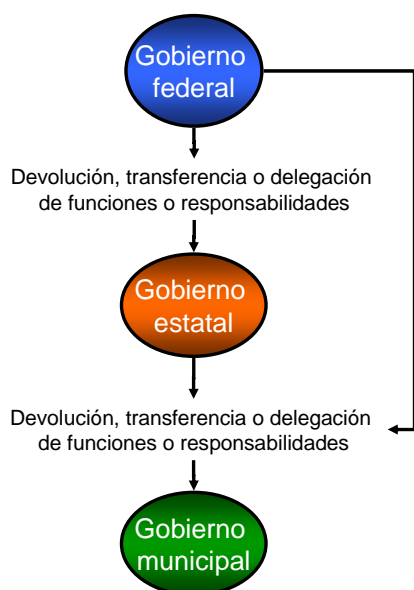 Gobierno
federal
Devolución, transferencia o delegación
de funciones o responsabilidades
Gobierno
estatal
Devolución, transferencia o delegación
de funciones o responsabilidades
Gobierno
municipal